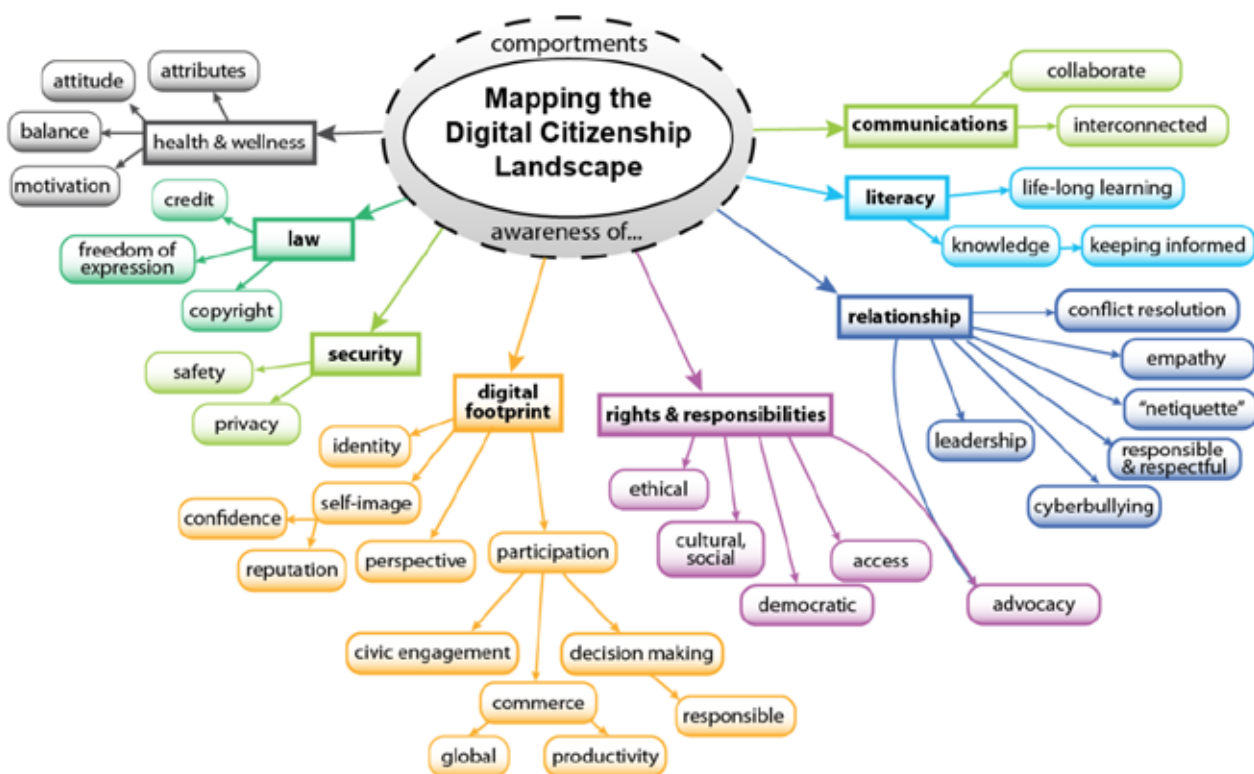 comportments
Mapping the
Digital Citizenship
Landscape
awareness of...
attitude
attributes
balance
health & wellness
motivation
credit
law
freedom of
expression
copyright
security
safety
privacy
digital
footprint
identity
self-image
confidence
reputation
perspective
participation
civic engagement
decision making
commerce
responsible
global
productivity
rights & responsibilities
ethical
cultural,
social
access
democratic
advocacy
communications
collaborate
interconnected
literacy
life-long learning
knowledge
keeping informed
relationship
conflict resolution
empathy
"netiquette"
leadership
responsible
& respectful
cyberbullying